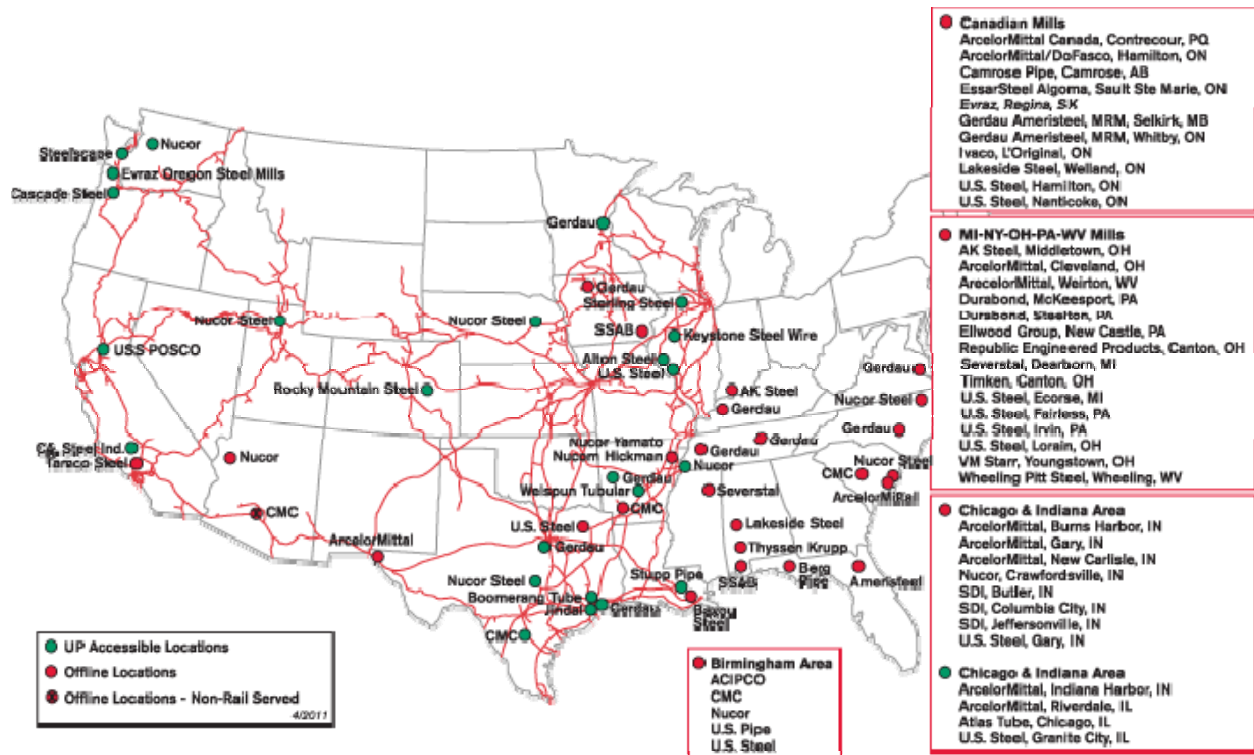 Steelscape
Nucor
Evraz Oregon Steel Mills
Cascade Steel
Gerdau
Gerdau
Sterling Steel
Nucor Steel
Nucor Steel
SSAB
Keystone Steel Wire
USS POSCO
Alton Steel
U.S. Steel
Rocky Mountain Steel
AK Steel
Gerdau
Gerdau
Nucor Steel
Gerdau
CA Steel Ind.
Tamco Steel
Nucor
Nucor Yamato
Nucor Hickman
Gerdau
Gerdau
Nucor
Gerdau
Welspun Tubular
Severstal
CMC
Nucor Steel
ArcelorMittal
CMC
CMC
U.S. Steel
Lakeside Steel
ArcelorMittal
Gerdau
Thyssen Krupp
Nucor Steel
Stupp Pipe
SSAB
Berg
Pipe
Ameristeel
Boomerang Tube
Jindal
Gerdau
Bayou
Steel
CMC
UP Accessible Locations
Offline Locations
Offline Locations - Non-Rail Served
4/2011
Birmingham Area
ACIPCO
CMC
Nucor
U.S. Pipe
U.S. Steel
Canadian Mills
ArcelorMittal Canada, Contrecour, PQ
ArcelorMittal/DoFasco, Hamilton, ON
Camrose Pipe, Camrose, AB
EssarSteel Algoma, Sault Ste Marie, ON
Evraz, Regina, SK
Gerdau Ameristeel, MRM, Selkirk, MB
Gerdau Ameristeel, MRM, Whitby, ON
Ivaco, L'Original, ON
Lakeside Steel, Welland, ON
U.S. Steel, Hamilton, ON
U.S. Steel, Nanticoke, ON
MI-NY-OH-PA-WV Mills
AK Steel, Middletown, OH
ArcelorMittal, Cleveland, OH
ArecelorMittal, Weirton, WV
Durabond, McKeesport, PA
Durabond, Steelton, PA
Ellwood Group, New Castle, PA
Republic Engineered Products, Canton, OH
Severstal, Dearborn, MI
Timken, Canton, OH
U.S. Steel, Ecorse, MI
U.S. Steel, Fairless, PA
U.S. Steel, Irvin, PA
U.S. Steel, Lorain, OH
VM Starr, Youngstown, OH
Wheeling Pitt Steel, Wheeling, WV
Chicago & Indiana Area
ArcelorMittal, Burns Harbor, IN
ArcelorMittal, Gary, IN
ArcelorMittal, New Carlisle, IN
Nucor, Crawfordsville, IN
SDI, Butler, IN
SDI, Columbia City, IN
SDI, Jeffersonville, IN
U.S. Steel, Gary, IN
Chicago & Indiana Area
ArcelorMittal, Indiana Harbor, IN
ArcelorMittal, Riverdale, IL
Atlas Tube, Chicago, IL
U.S. Steel, Granite City, IL